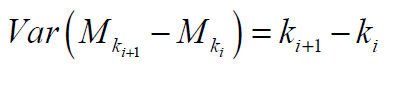 Var(M_{k_{i+1}} − M_{k_i}) = k_{i+1} − k_i